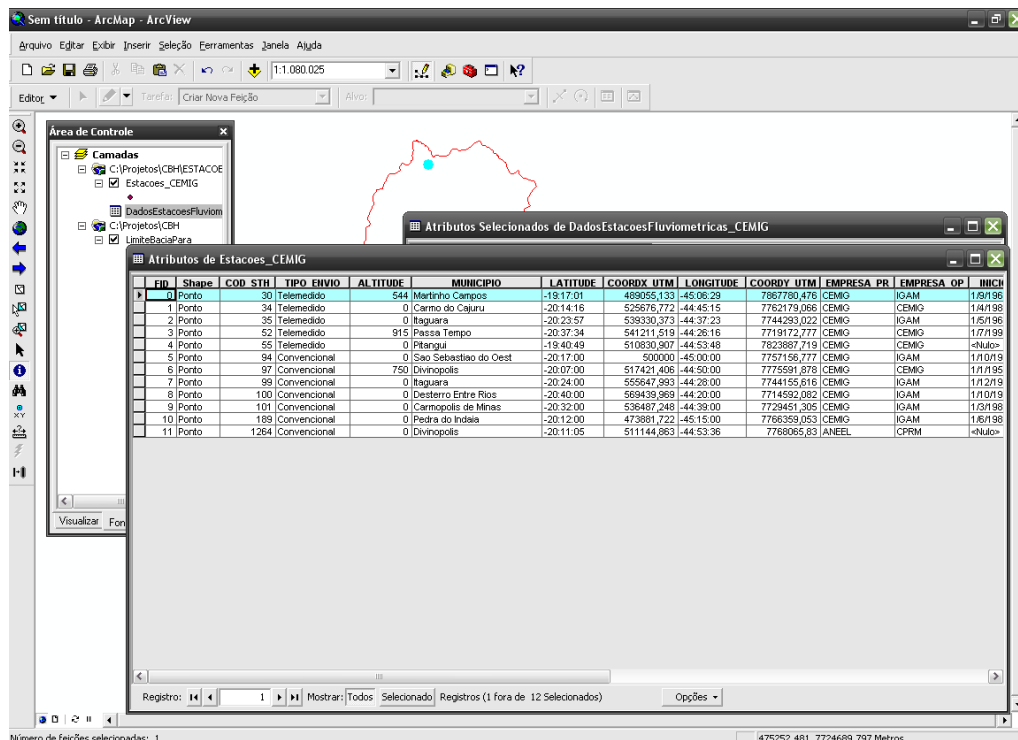 Sem título - ArcMap - ArcView
Arquivo Editar Exibir Inserir Seleção Ferramentas Janela Ajuda
1:1.080.025
Editor Tarefa: Criar Nova Feição Alvo:
Área de Controle
Camadas
C:\Projetos\CBH\ESTACOE
Estacoes_CEMIG
DadosEstacoesFluviom
C:\Projetos\CBH
LimiteBaciaPara
Visualizar Fon
Atributos Selecionados de DadosEstacoesFluviometricas_CEMIG
Atributos de Estacoes_CEMIG
FID Shape COD_STH TIPO_ENVIO ALTITUDE MUNICIPIO LATITUDE COORDX_UTM LONGITUDE COORDY_UTM EMPRESA_PR EMPRESA_OP INICI
0 Ponto 30 Telemedido 544 Martinho Campos -19:17:01 489055,133 -45:06:29 7867780,476 CEMIG IGAM 1/9/196
1 Ponto 34 Telemedido 0 Carmo do Cajuru -20:14:16 525676,772 -44:45:15 7762179,066 CEMIG CEMIG 1/4/198
2 Ponto 35 Telemedido 0 Itaguara -20:23:57 539330,373 -44:37:23 7744293,022 CEMIG IGAM 1/5/196
3 Ponto 52 Telemedido 915 Passa Tempo -20:37:34 541211,519 -44:26:16 7719172,777 CEMIG CEMIG 1/7/199
4 Ponto 55 Telemedido 0 Pitangui -19:40:49 510830,907 -44:53:48 7823887,719 CEMIG CEMIG <Nulo>
5 Ponto 94 Convencional 0 Sao Sebastiao do Oest -20:17:00 500000 -45:00:00 7757156,777 CEMIG IGAM 1/10/19
6 Ponto 97 Convencional 750 Divinopolis -20:07:00 517421,406 -44:50:00 7775591,878 CEMIG CEMIG 1/1/195
7 Ponto 99 Convencional 0 Itaguara -20:24:00 555647,993 -44:28:00 7744155,616 CEMIG IGAM 1/12/19
8 Ponto 100 Convencional 0 Desterro Entre Rios -20:40:00 569439,969 -44:20:00 7714592,082 CEMIG IGAM 1/10/19
9 Ponto 101 Convencional 0 Carmopolis de Minas -20:32:00 536487,248 -44:39:00 7729451,305 CEMIG IGAM 1/3/198
10 Ponto 189 Convencional 0 Pedra do Indaia -20:12:00 473881,722 -45:15:00 7766359,053 CEMIG IGAM 1/6/198
11 Ponto 1264 Convencional 0 Divinopolis -20:11:05 511144,863 -44:53:36 7768065,83 ANEEL CPRM <Nulo>
Registro: 1 Mostrar: Todos Selecionado Registros (1 fora de 12 Selecionados) Opções
Número de feições selecionadas: 1 475252,481 7724689,797 Metros